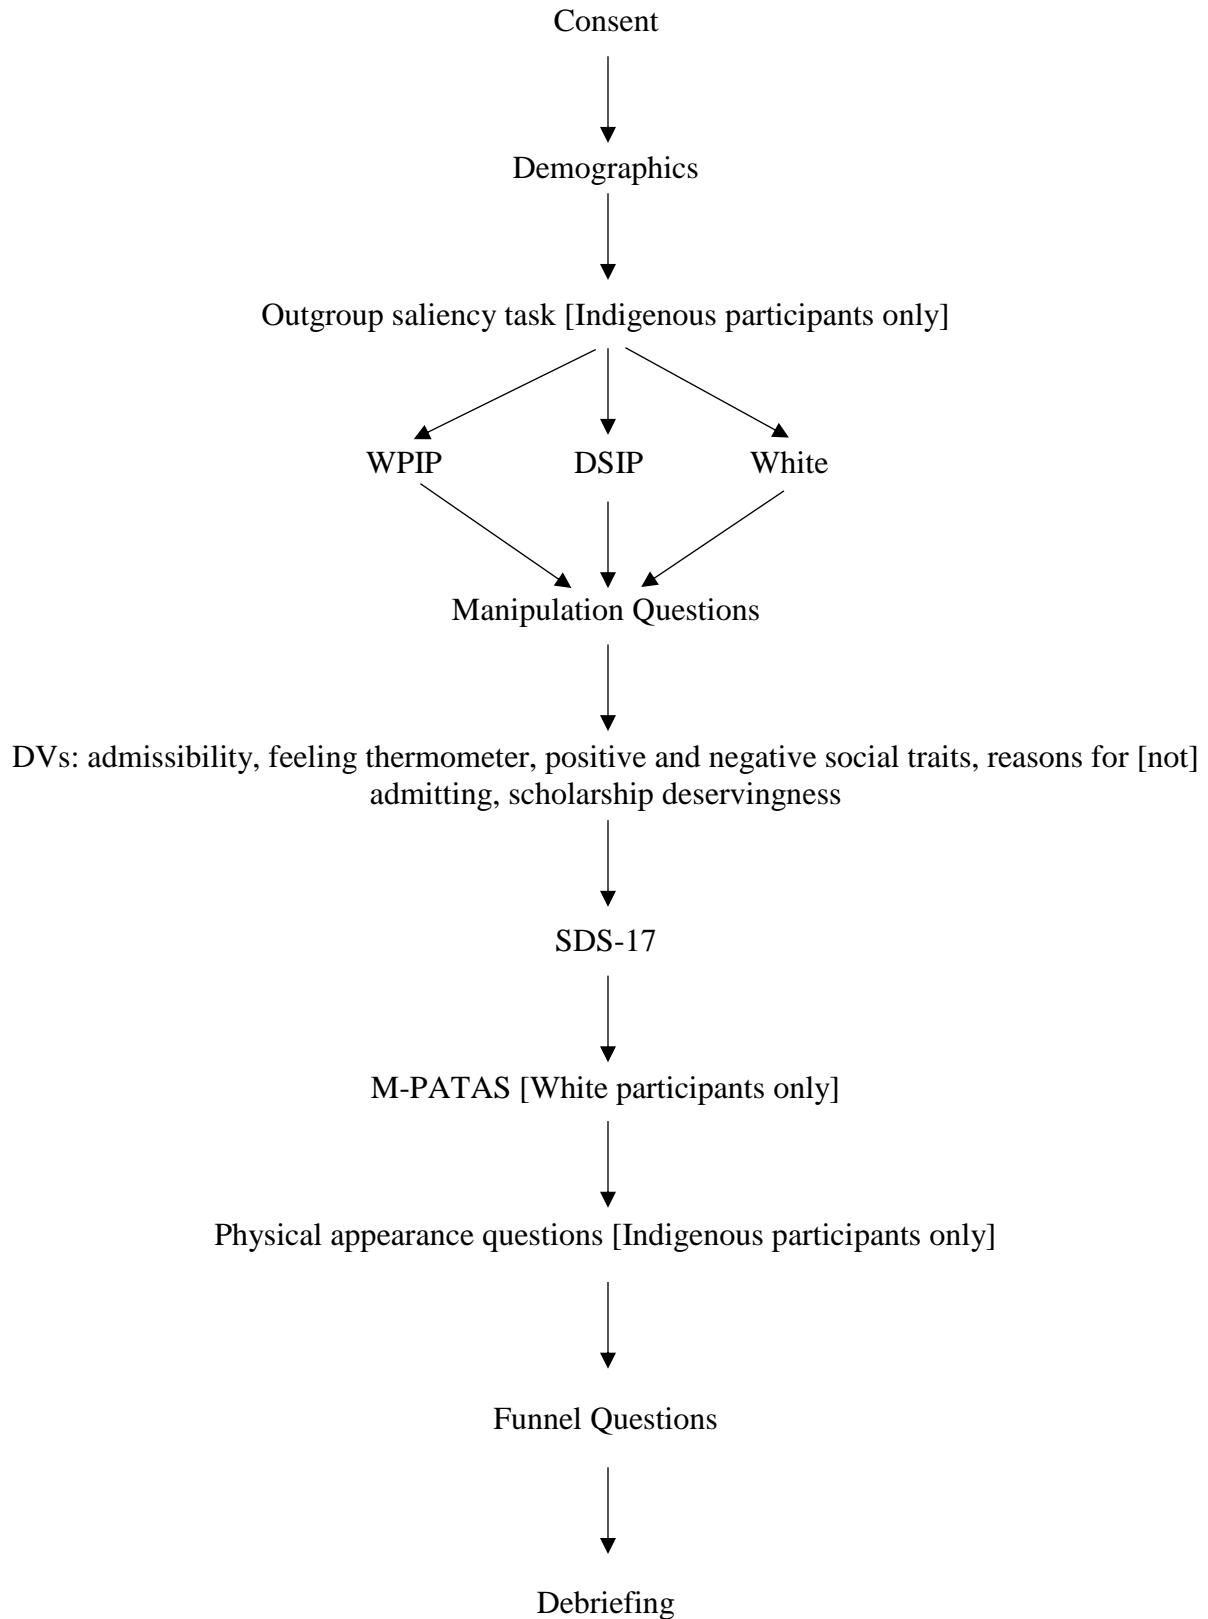 Consent
Demographics
Outgroup saliency task [Indigenous participants only]
WPIP DSIP White
Manipulation Questions
DVs: admissibility, feeling thermometer, positive and negative social traits, reasons for [not]
admitting, scholarship deservingness
SDS-17
M-PATAS [White participants only]
Physical appearance questions [Indigenous participants only]
Funnel Questions
Debriefing